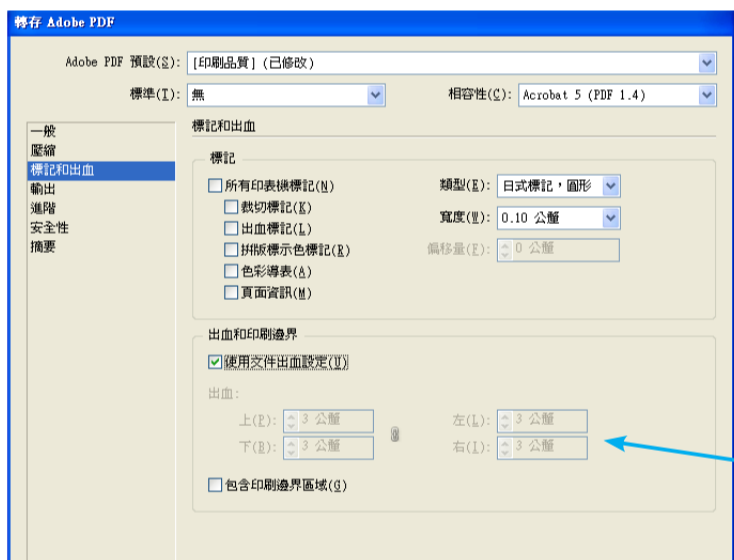 轉存 Adobe PDF
Adobe PDF 預設(S): [印刷品質] (已修改)
標準(T): 無 相容性(C): Acrobat 5 (PDF 1.4)
一般
壓縮
標記和出血
輸出
進階
安全性
摘要
標記和出血
標記
所有印表機標記(N) 類型(E): 日式標記，圓形
裁切標記(K) 寬度(W): 0.10 公釐
出血標記(L)
拼版標示色標記(R) 偏移量(F): 0 公釐
色彩導表(A)
頁面資訊(M)
出血和印刷邊界
使用文件出血設定(U)
出血:
上(P): 3 公釐 左(L): 3 公釐
下(B): 3 公釐 右(I): 3 公釐
包含印刷邊界區域(G)